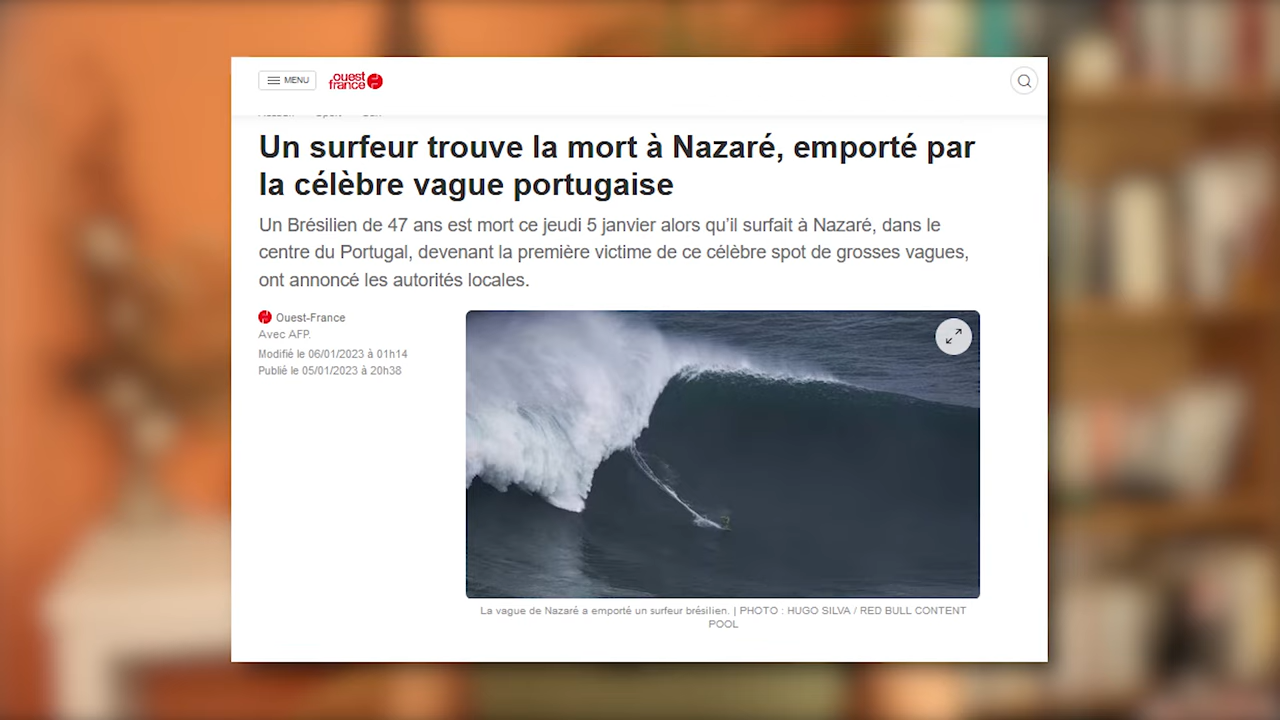 MENU
ouest
france
Un surfeur trouve la mort à Nazaré, emporté par
la célèbre vague portugaise
Un Brésilien de 47 ans est mort ce jeudi 5 janvier alors qu'il surfait à Nazaré, dans le
centre du Portugal, devenant la première victime de ce célèbre spot de grosses vagues,
ont annoncé les autorités locales.
Ouest-France
Avec AFP.
Modifié le 06/01/2023 à 01h14
Publié le 05/01/2023 à 20h38
La vague de Nazaré a emporté un surfeur brésilien. | PHOTO : HUGO SILVA / RED BULL CONTENT
POOL